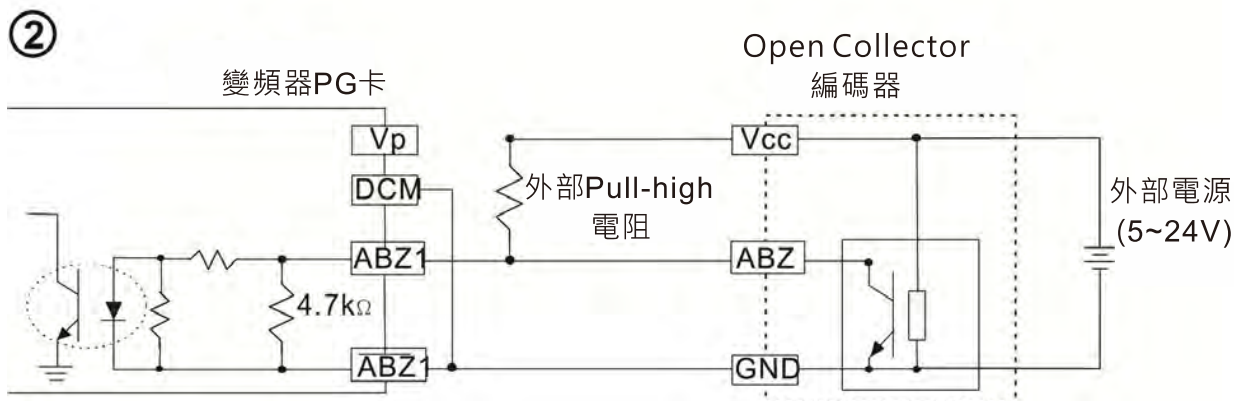 ②
Open Collector
編碼器
變頻器PG卡
Vp
Vcc
DCM
外部Pull-high
電阻
外部電源
(5~24V)
ABZ1
ABZ
4.7kΩ
A̅B̅Z̅1
GND